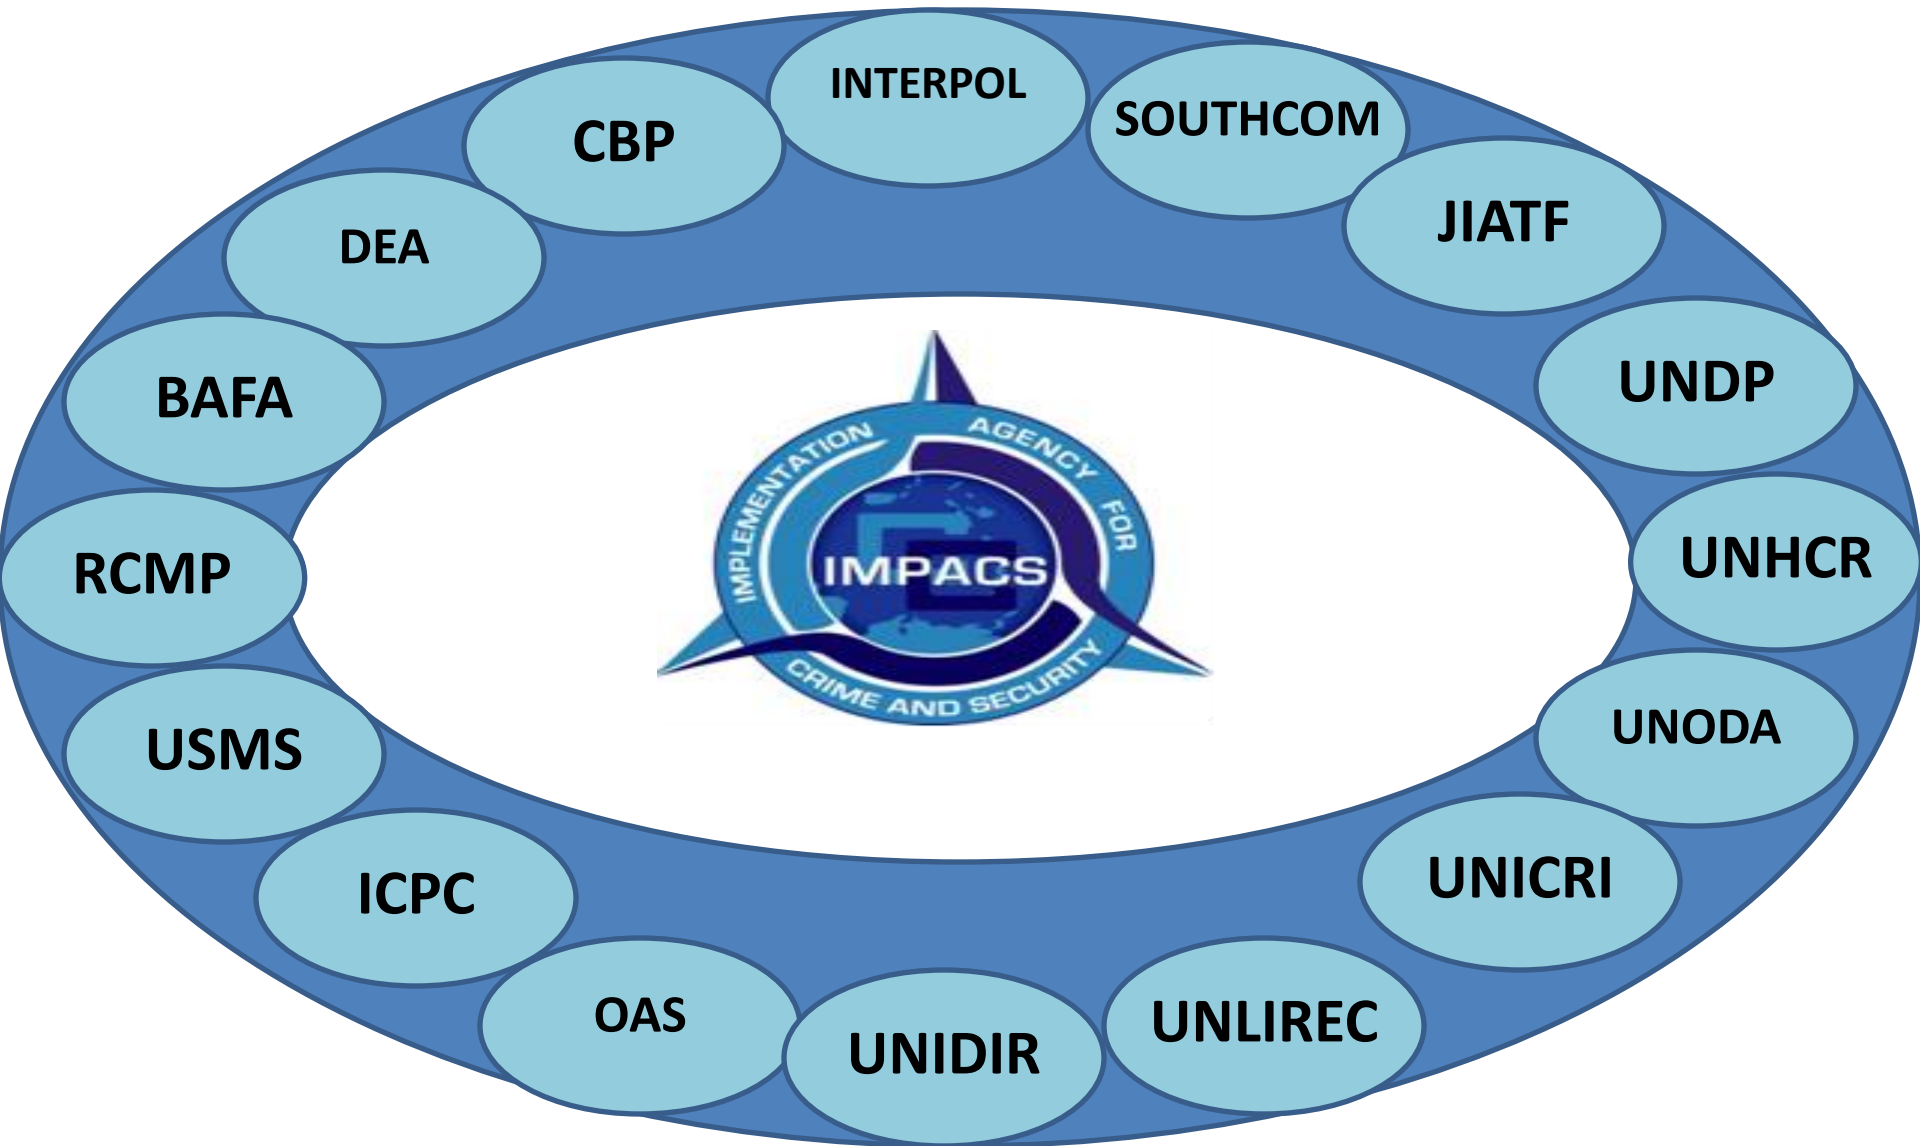 INTERPOL
SOUTHCOM
CBP
JIATF
DEA
UNDP
BAFA
IMPLEMENTATION AGENCY FOR
CRIME AND SECURITY
IMPACS
UNHCR
RCMP
UNODA
USMS
UNICRI
ICPC
OAS
UNLIREC
UNIDIR